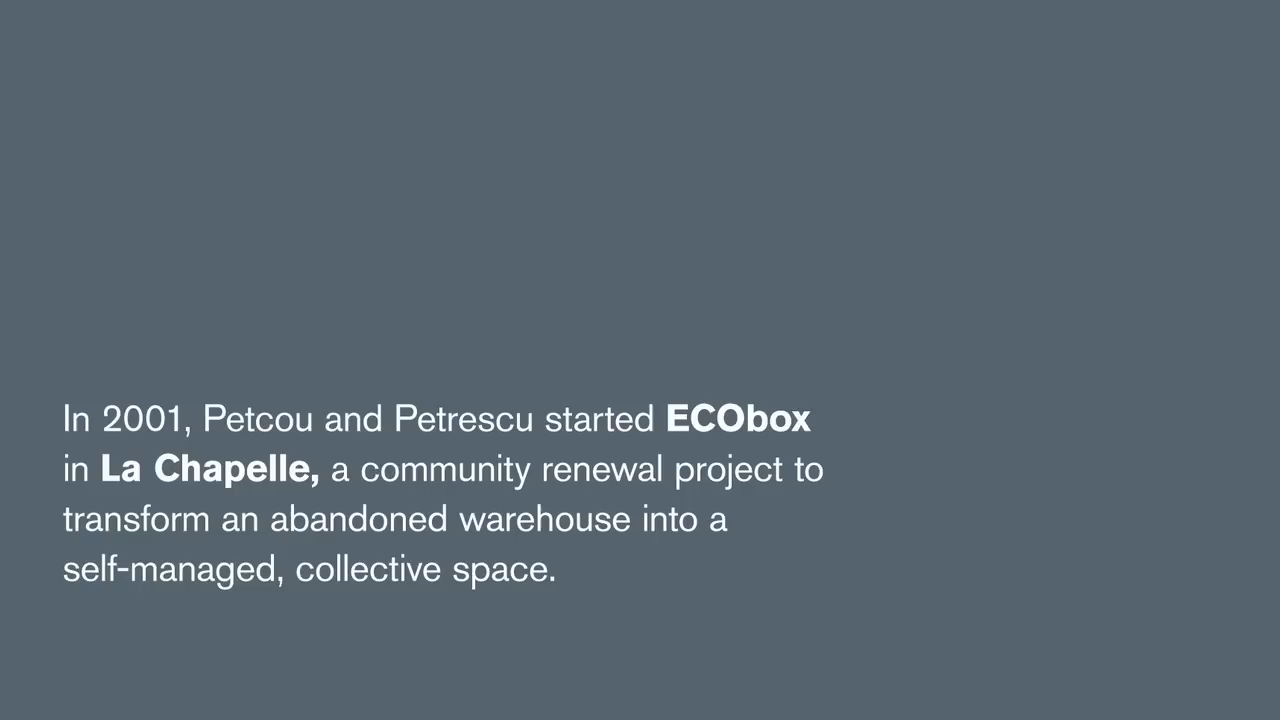 In 2001, Petcou and Petrescu started ECObox
in La Chapelle, a community renewal project to
transform an abandoned warehouse into a
self-managed, collective space.